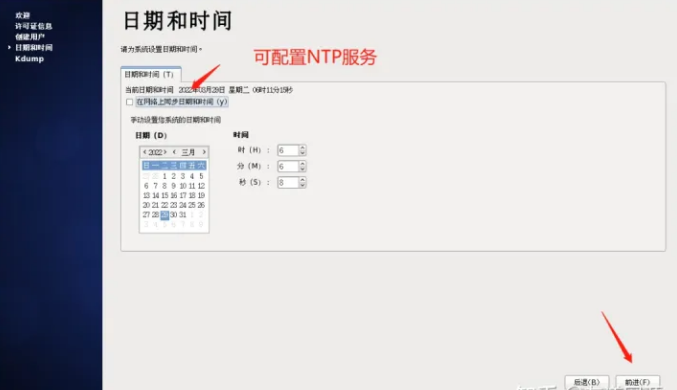 欢迎
许可证信息
创建用户
日期和时间
Kdump
日期和时间
请为系统设置日期和时间。
可配置NTP服务
日期和时间（T）
当前日期和时间 2022年03月29日 星期二 06时11分15秒
在网络上同步日期和时间（y）
手动设置您系统的日期和时间
日期（D） 时间
2022 三月 时（H）： 6
日 一 二 三 四 五 六 分（M）： 6
1 2 3 4 5
6 7 8 9 10 11 12 秒（S）： 8
13 14 15 16 17 18 19
20 21 22 23 24 25 26
27 28 29 30 31 1 2
3 4 5 6 7 8 9
后退(B) 前进(F)
知乎